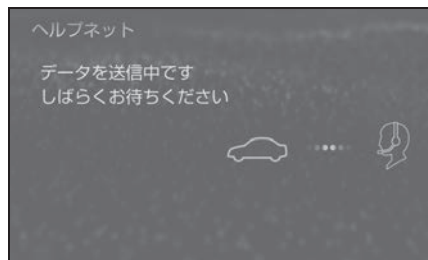 ヘルプネット
データを送信中です
しばらくお待ちください